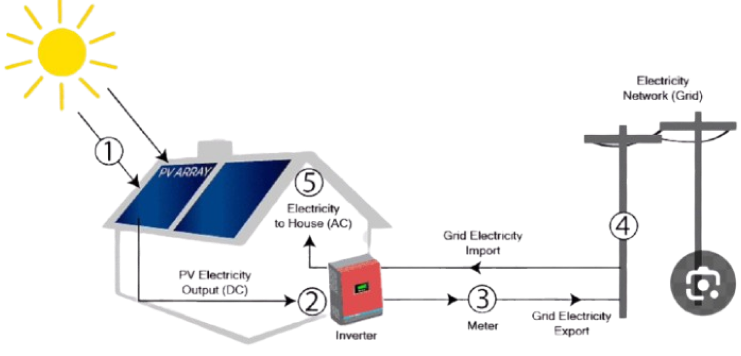 Electricity
Network (Grid)
1
PV ARRAY
5
Electricity
to House (AC)
4
Grid Electricity
Import
PV Electricity
Output (DC)
2
3
Inverter
Meter
Grid Electricity
Export